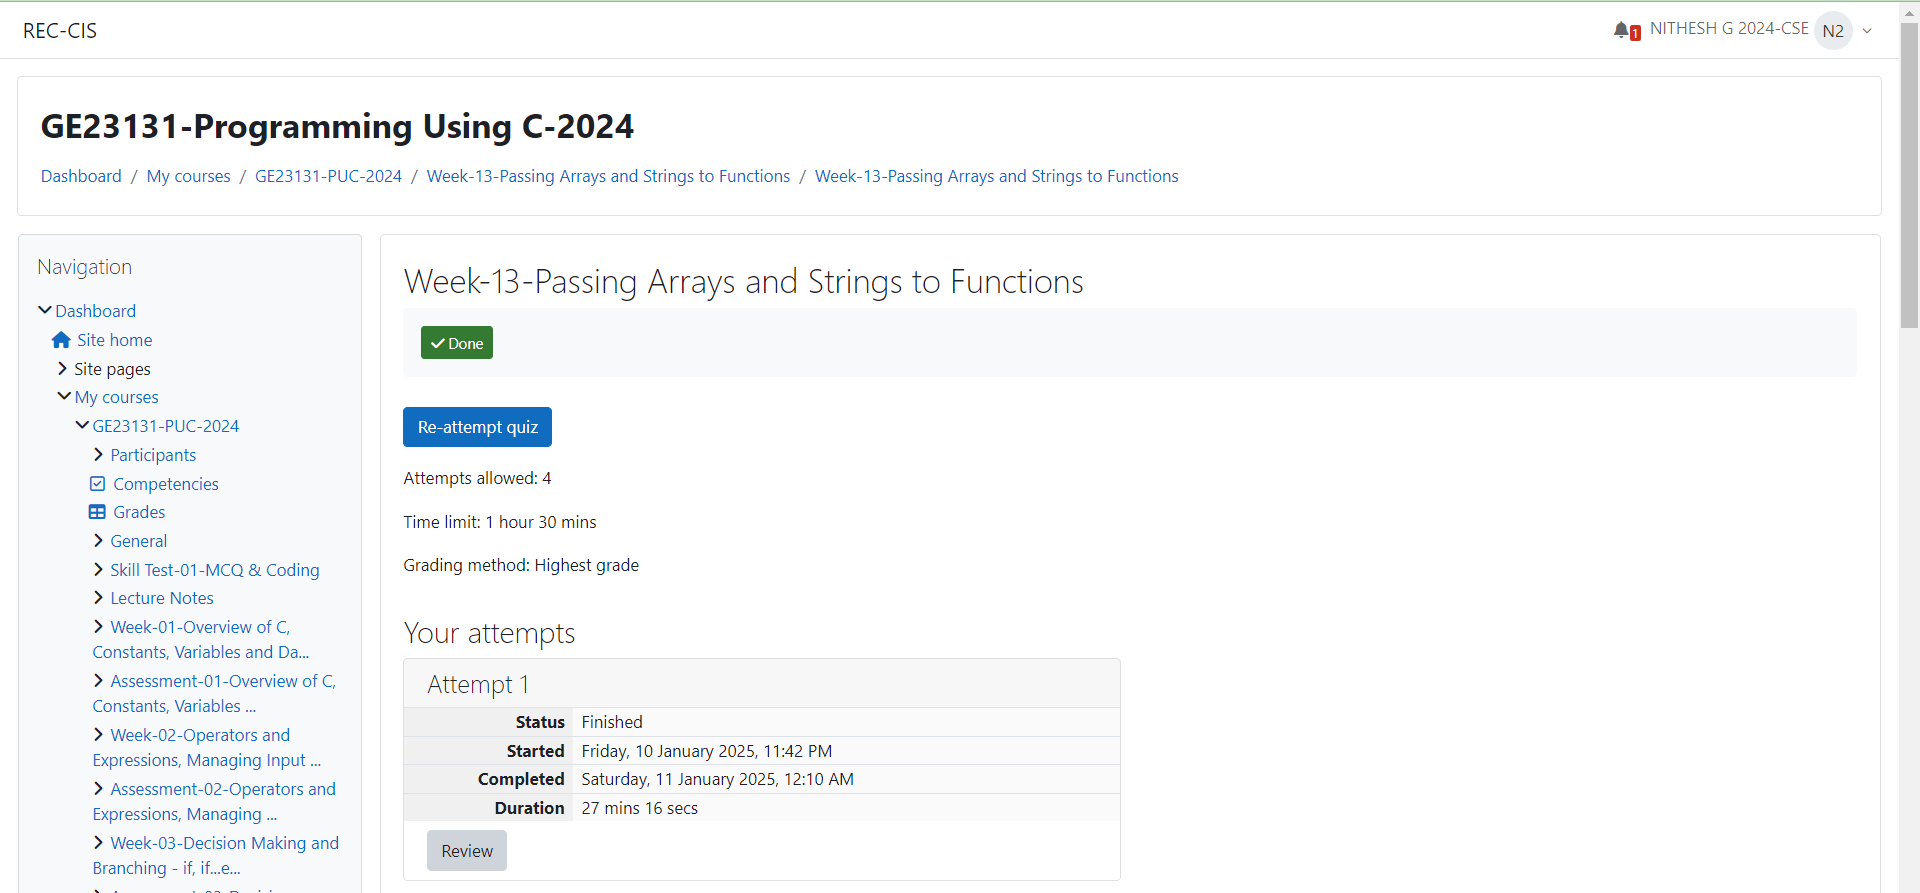 REC-CIS
1
NITHESH G 2024-CSE
N2
GE23131-Programming Using C-2024
Dashboard / My courses / GE23131-PUC-2024 / Week-13-Passing Arrays and Strings to Functions / Week-13-Passing Arrays and Strings to Functions
Navigation
Dashboard
Site home
Site pages
My courses
GE23131-PUC-2024
Participants
Competencies
Grades
General
Skill Test-01-MCQ & Coding
Lecture Notes
Week-01-Overview of C,
Constants, Variables and Da...
Assessment-01-Overview of C,
Constants, Variables ...
Week-02-Operators and
Expressions, Managing Input ...
Assessment-02-Operators and
Expressions, Managing ...
Week-03-Decision Making and
Branching - if, if...e...
Week-13-Passing Arrays and Strings to Functions
Done
Re-attempt quiz
Attempts allowed: 4
Time limit: 1 hour 30 mins
Grading method: Highest grade
Your attempts
Attempt 1
Status Finished
Started Friday, 10 January 2025, 11:42 PM
Completed Saturday, 11 January 2025, 12:10 AM
Duration 27 mins 16 secs
Review